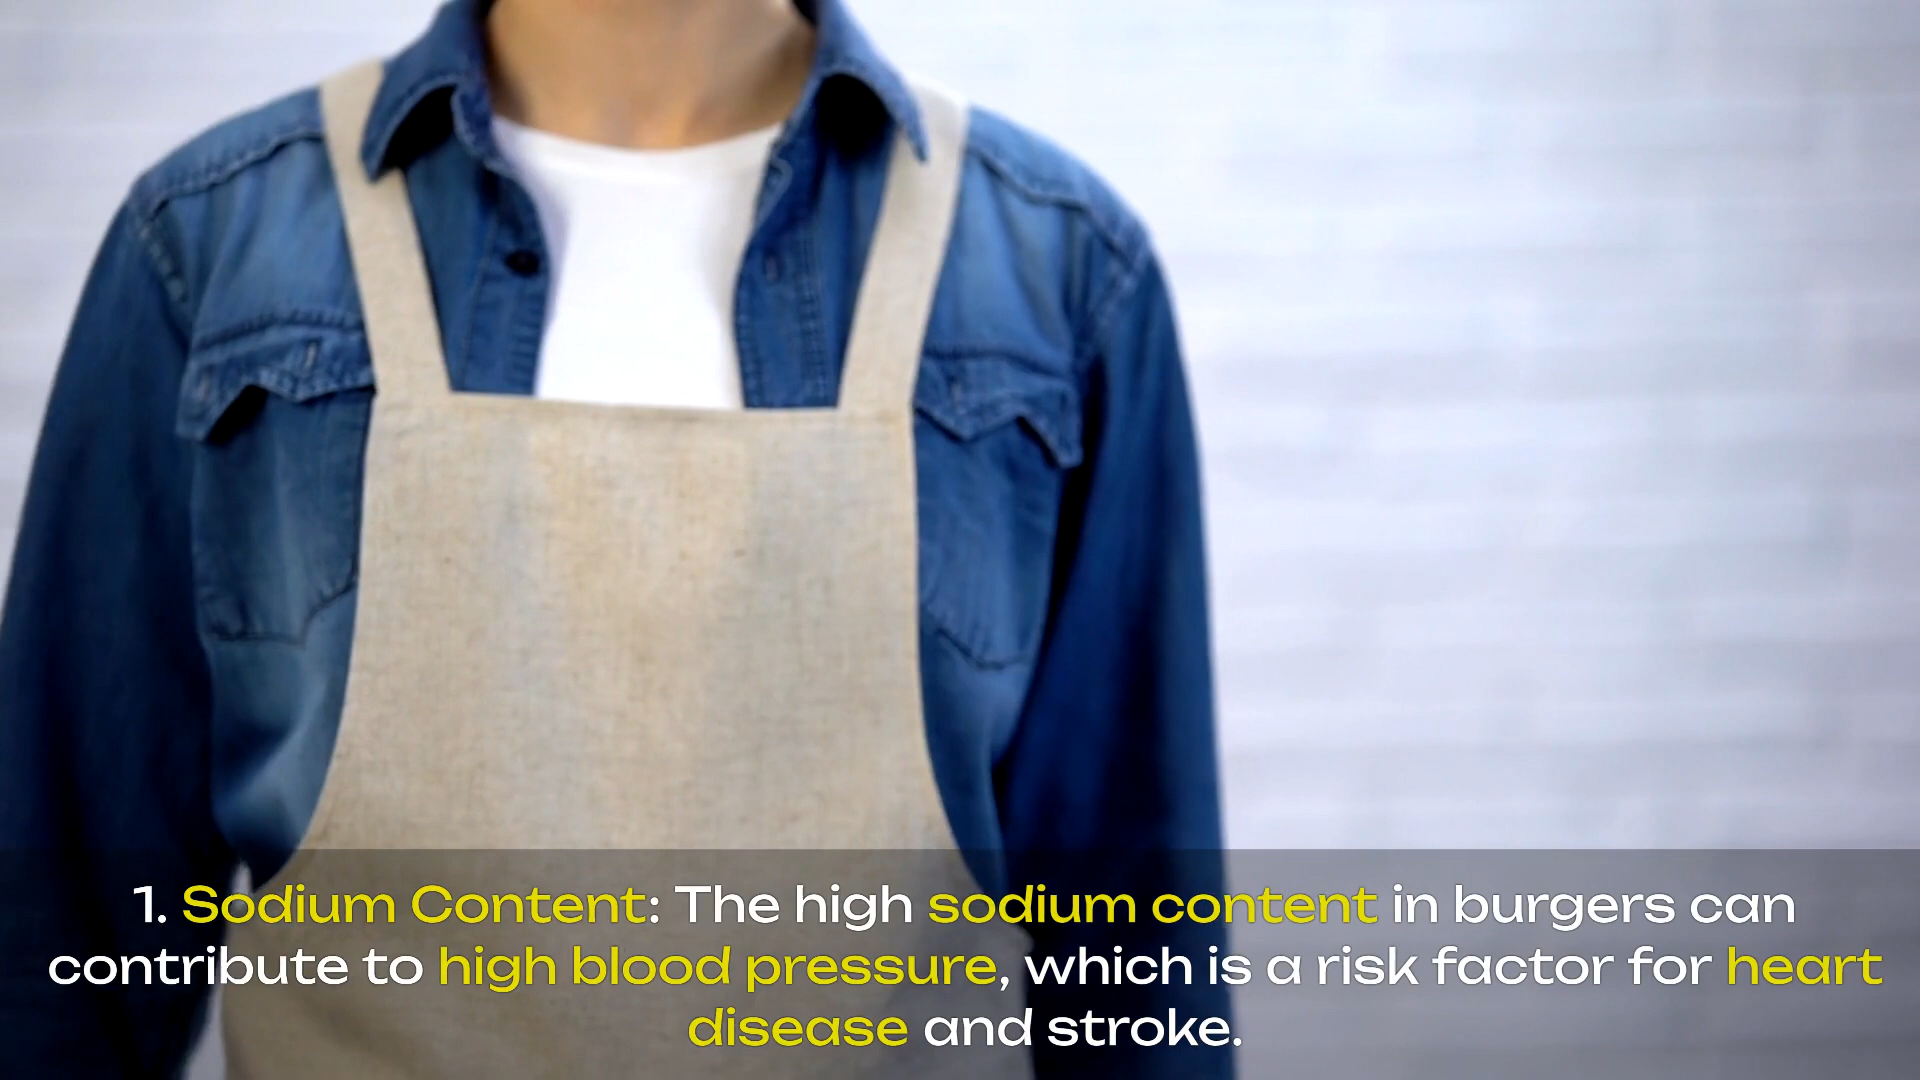 1. Sodium Content: The high sodium content in burgers can
contribute to high blood pressure, which is a risk factor for heart
disease and stroke.